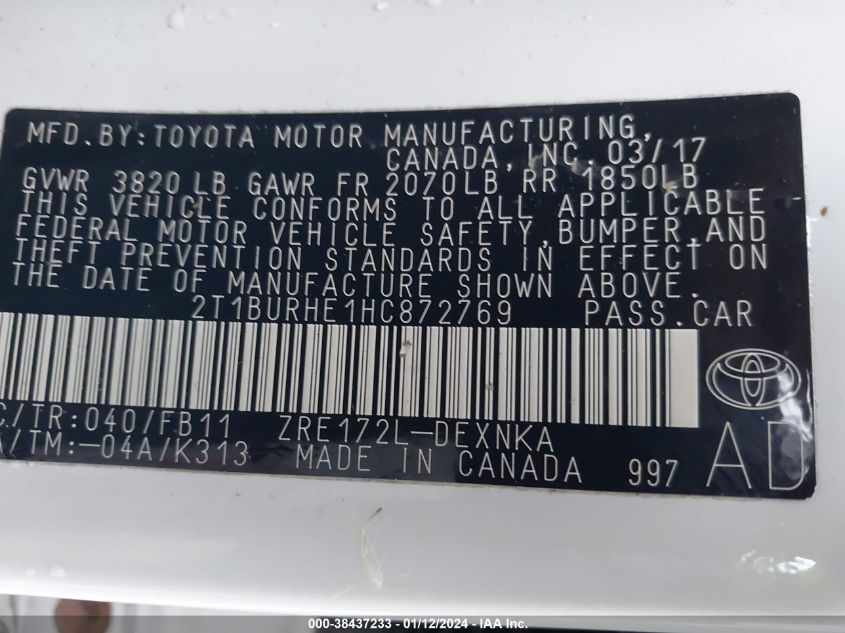 MFD.BY:TOYOTA MOTOR MANUFACTURING,
CANADA,INC. 03/17
GVWR 3820LB GAWR FR 2070LB RR 1850LB
THIS VEHICLE CONFORMS TO ALL APPLICABLE
FEDERAL MOTOR VEHICLE SAFETY,BUMPER,AND
THEFT PREVENTION STANDARDS IN EFFECT ON
THE DATE OF MANUFACTURE SHOWN ABOVE.
2T1BURHE1HC872769 PASS.CAR
C/TR:040/FB11 ZRE172L-DEXNKA
A/TM:-04A/K313 MADE IN CANADA 997 AD
000-38437233 - 01/12/2024 - IAA Inc.